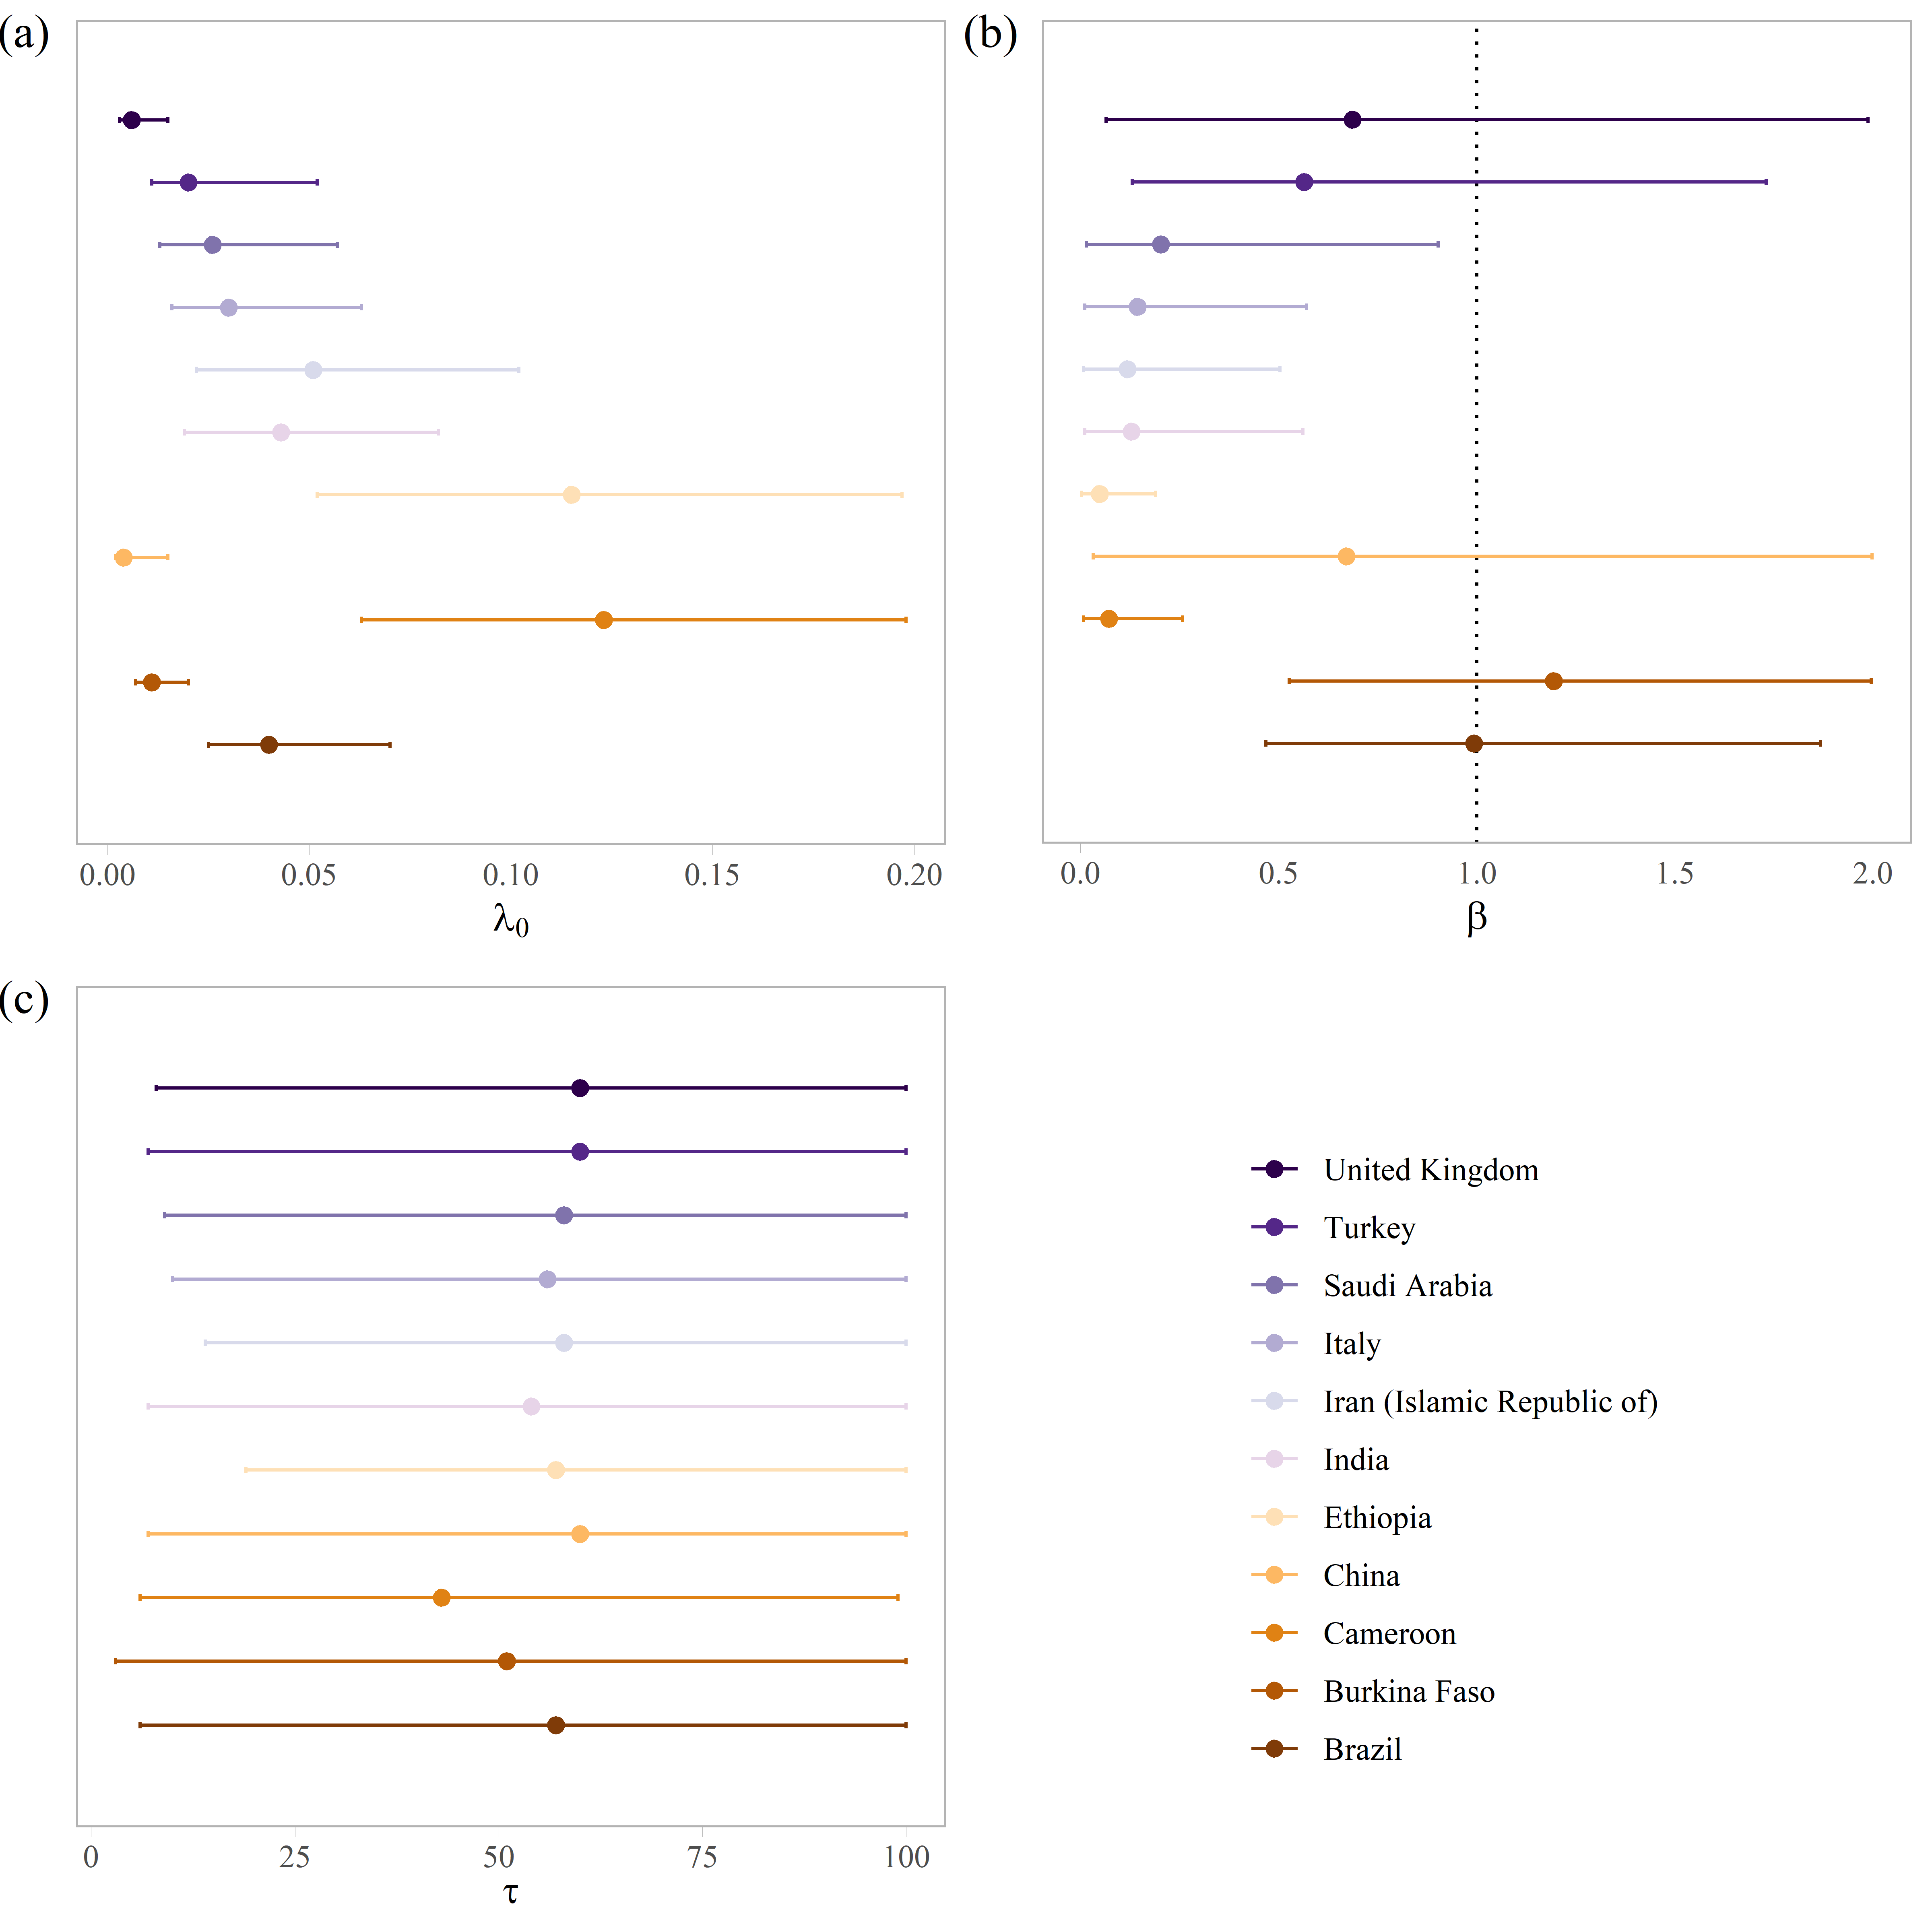 (a)
0.00 0.05 0.10 0.15 0.20
λ0
(b)
0.0 0.5 1.0 1.5 2.0
β
(c)
0 25 50 75 100
τ
United Kingdom
Turkey
Saudi Arabia
Italy
Iran (Islamic Republic of)
India
Ethiopia
China
Cameroon
Burkina Faso
Brazil